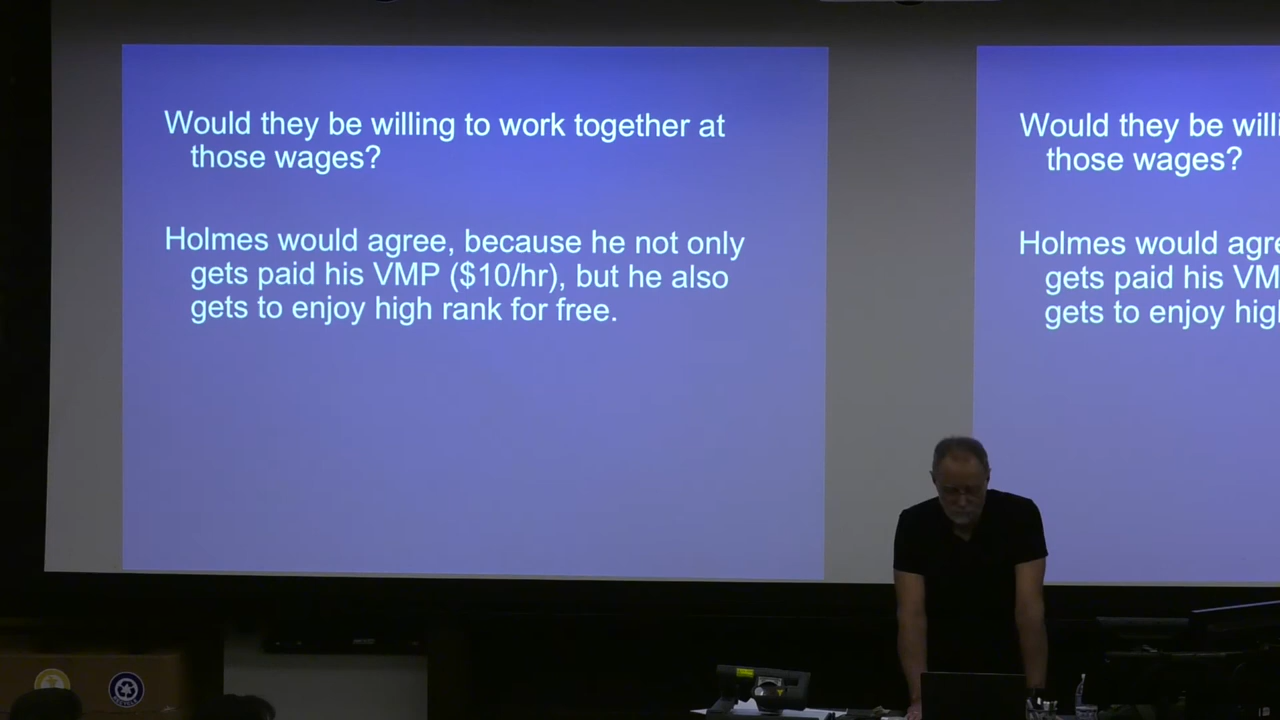 Would they be willing to work together at
those wages?
Holmes would agree, because he not only
gets paid his VMP ($10/hr), but he also
gets to enjoy high rank for free.
Would they be willi
those wages?
Holmes would agre
gets paid his VM
gets to enjoy hig
RECYCLE